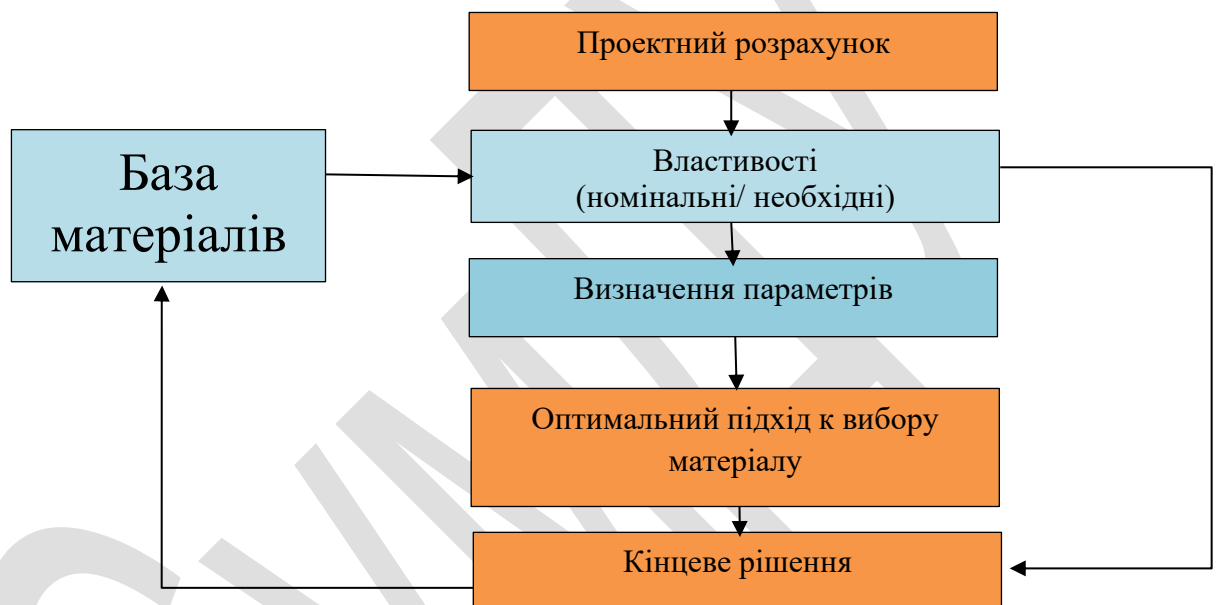 Проектний розрахунок
База
матеріалів
Властивості
(номінальні/ необхідні)
Визначення параметрів
Оптимальний підхід к вибору
матеріалу
Кінцеве рішення